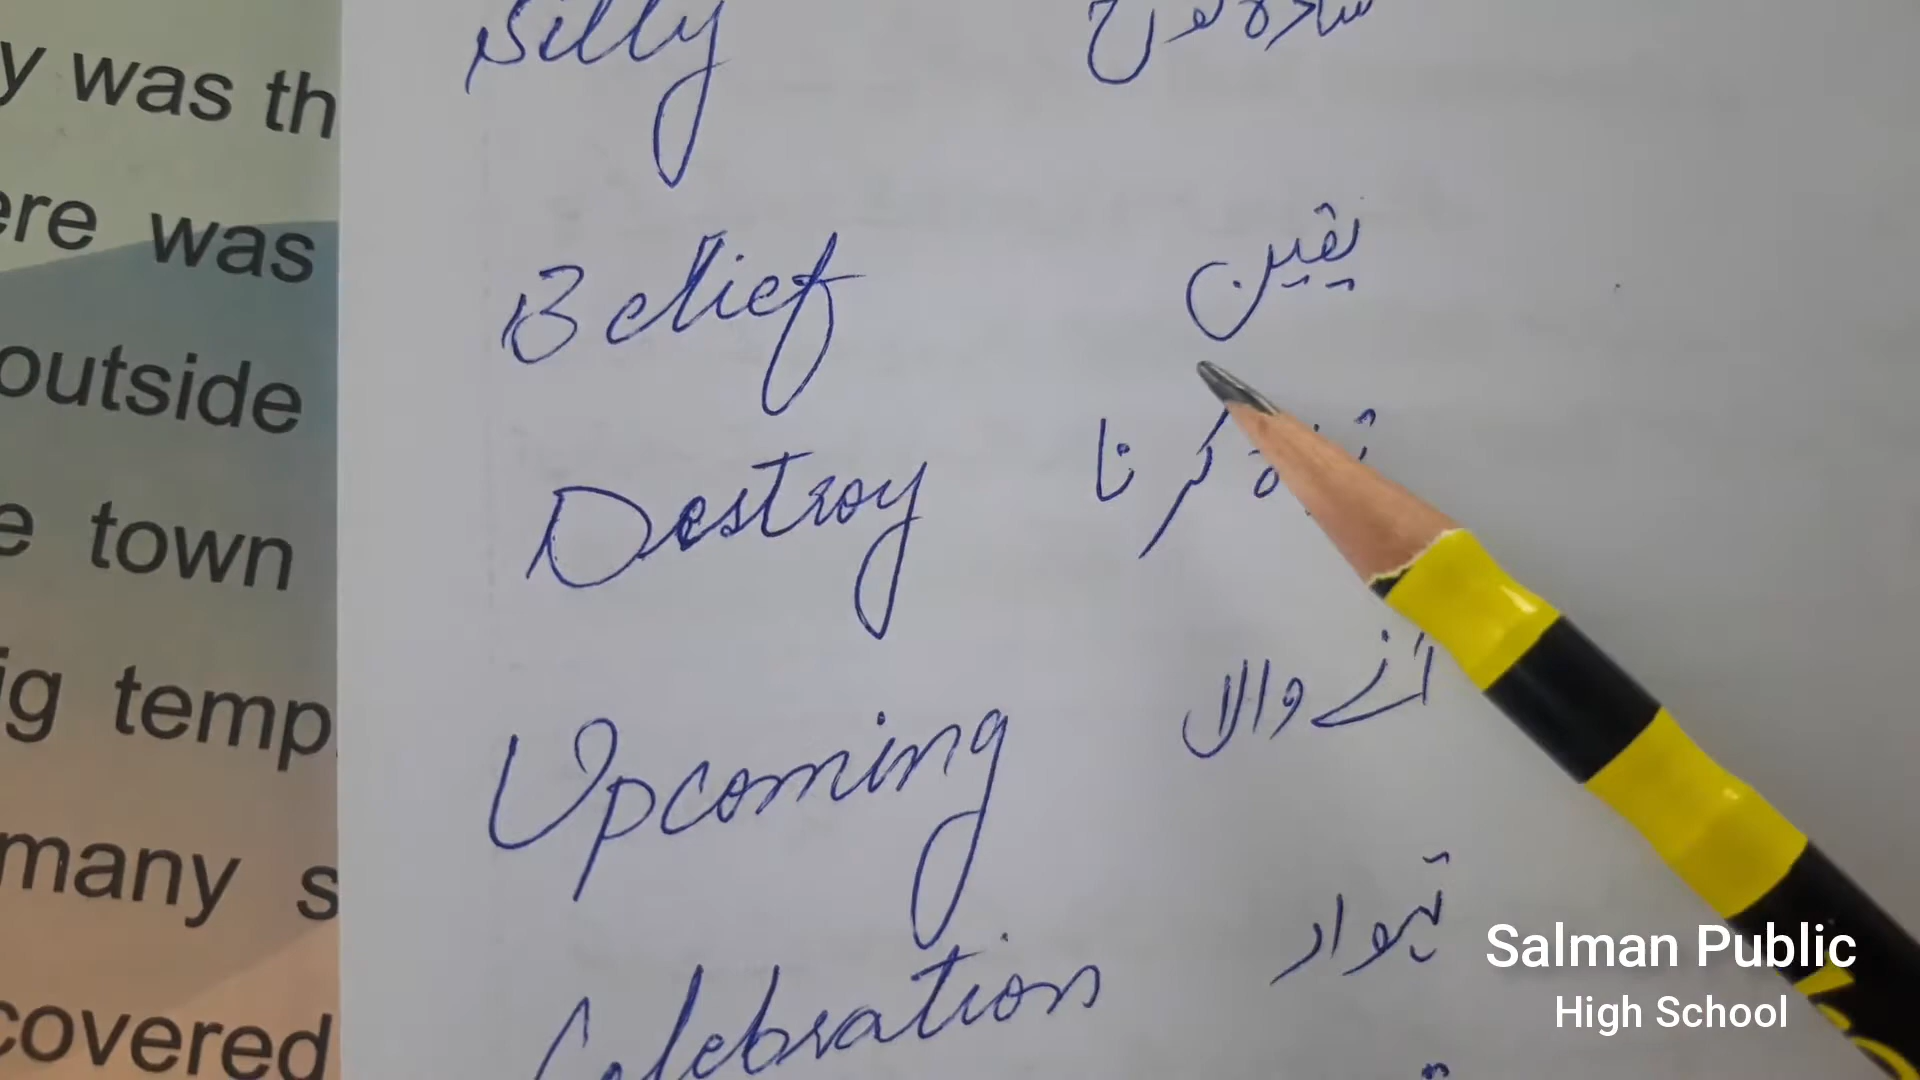 y was th
ere was
outside
e town
ig temp
many s
covered
Silly سادہ لوح
Belief یقین
Destroy کرنا
Upcoming آنے والا
Celebration تہوار
Salman Public
High School